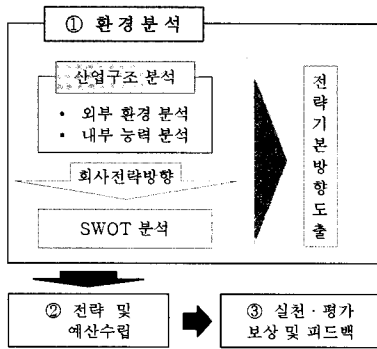 ① 환경분석
산업구조 분석
• 외부 환경 분석
• 내부 능력 분석
회사전략방향
SWOT 분석
전략기본방향도출
② 전략 및
예산수립
③ 실천 · 평가
보상 및 피드백